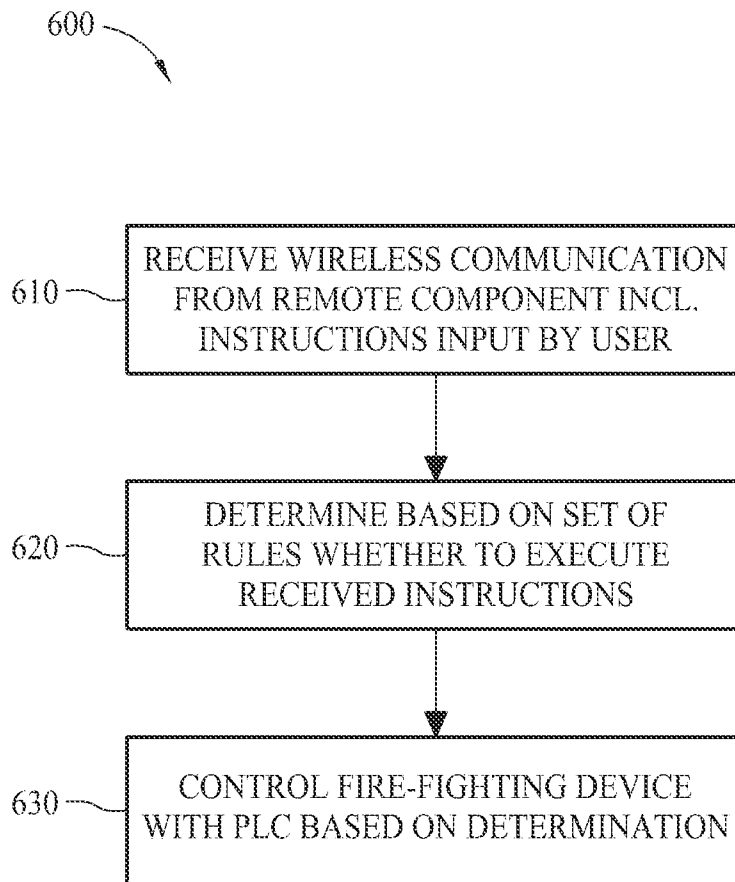 600
610
RECEIVE WIRELESS COMMUNICATION
FROM REMOTE COMPONENT INCL.
INSTRUCTIONS INPUT BY USER
620
DETERMINE BASED ON SET OF
RULES WHETHER TO EXECUTE
RECEIVED INSTRUCTIONS
630
CONTROL FIRE-FIGHTING DEVICE
WITH PLC BASED ON DETERMINATION